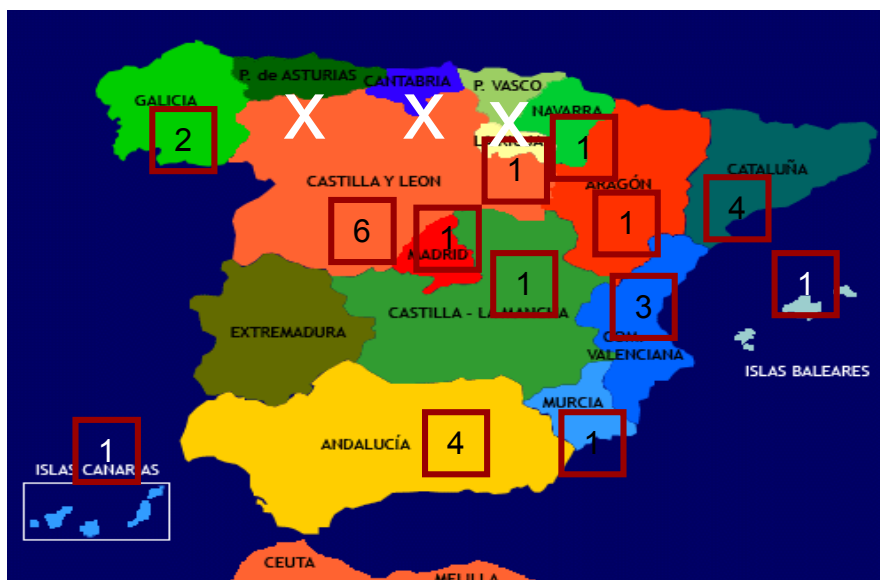 P. de ASTURIAS
CANTABRIA
P. VASCO
GALICIA
NAVARRA
X
X
X
2
1
1
CASTILLA Y LEON
ARAGÓN
CATALUÑA
6
1
1
4
MADRID
1
1
3
CASTILLA - LA MANCHA
EXTREMADURA
COM.
VALENCIANA
ISLAS BALEARES
MURCIA
ANDALUCÍA
4
1
1
ISLAS CANARIAS
CEUTA
MELILLA